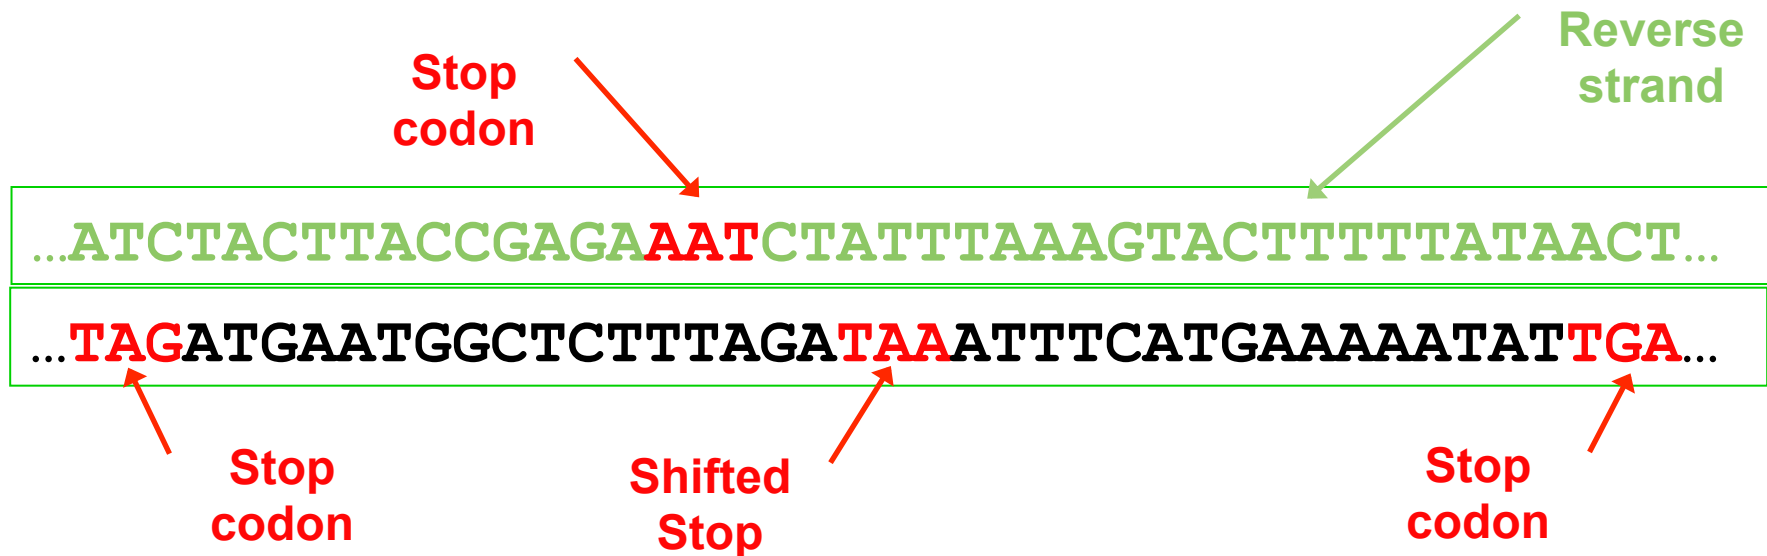 Reverse
strand
Stop
codon
...ATCTACTTACCGAGAAATCTATTTAAAGTACTTTTTATAACT...
...TAGATGAATGGCTCTTTAGATAAATTTCATGAAAAATATTGA...
Stop
codon
Shifted
Stop
Stop
codon